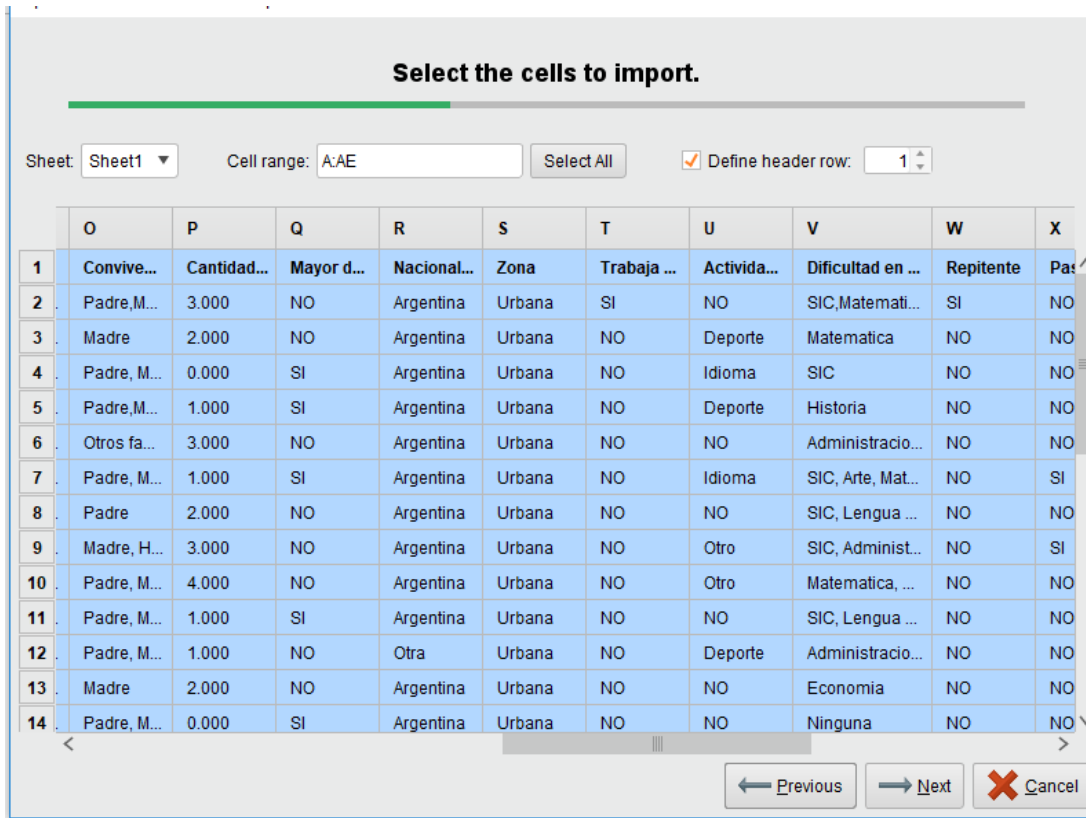 Select the cells to import.
Sheet: Sheet1 Cell range: A:AE Select All Define header row: 1
O P Q R S T U V W X
1 Convive... Cantidad... Mayor d... Nacional... Zona Trabaja ... Activida... Dificultad en ... Repitente Pas
2 Padre,M... 3.000 NO Argentina Urbana SI NO SIC,Matemati... SI NO
3 Madre 2.000 NO Argentina Urbana NO Deporte Matematica NO NO
4 Padre, M... 0.000 SI Argentina Urbana NO Idioma SIC NO NO
5 Padre,M... 1.000 SI Argentina Urbana NO Deporte Historia NO NO
6 Otros fa... 3.000 NO Argentina Urbana NO NO Administracio... NO NO
7 Padre, M... 1.000 SI Argentina Urbana NO Idioma SIC, Arte, Mat... NO SI
8 Padre 2.000 NO Argentina Urbana NO NO SIC, Lengua ... NO NO
9 Madre, H... 3.000 NO Argentina Urbana NO Otro SIC, Administ... NO SI
10 Padre, M... 4.000 NO Argentina Urbana NO Otro Matematica, ... NO NO
11 Padre, M... 1.000 SI Argentina Urbana NO NO SIC, Lengua ... NO NO
12 Padre, M... 1.000 NO Otra Urbana NO Deporte Administracio... NO NO
13 Madre 2.000 NO Argentina Urbana NO NO Economia NO NO
14 Padre, M... 0.000 SI Argentina Urbana NO NO Ninguna NO NO
Previous Next Cancel